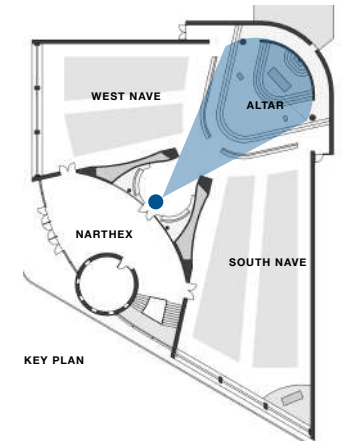 WEST NAVE
ALTAR
NARTHEX
SOUTH NAVE
KEY PLAN